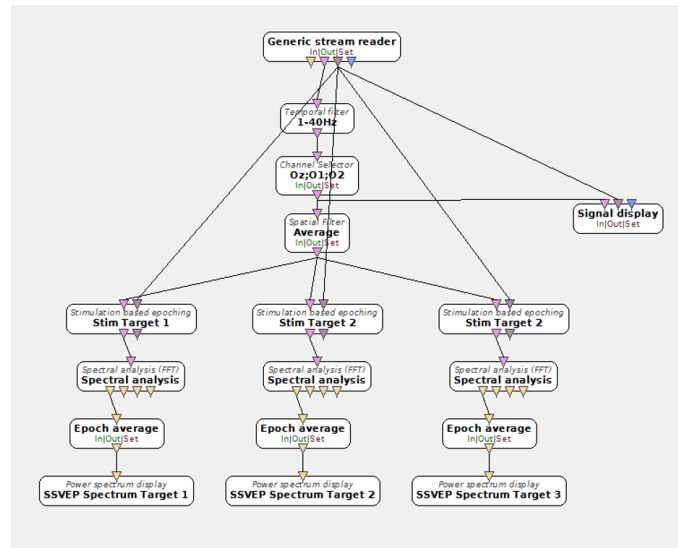 Generic stream reader
In|Out|Set
Temporal filter
1-40Hz
Channel Selector
Oz;O1;O2
In|Out|Set
Spatial Filter
Average
In|Out|Set
Signal display
In|Out|Set
Stimulation based epoching
Stim Target 1
Stimulation based epoching
Stim Target 2
Stimulation based epoching
Stim Target 2
Spectral analysis (FFT)
Spectral analysis
Spectral analysis (FFT)
Spectral analysis
Spectral analysis (FFT)
Spectral analysis
Epoch average
In|Out|Set
Epoch average
In|Out|Set
Epoch average
In|Out|Set
Power spectrum display
SSVEP Spectrum Target 1
Power spectrum display
SSVEP Spectrum Target 2
Power spectrum display
SSVEP Spectrum Target 3